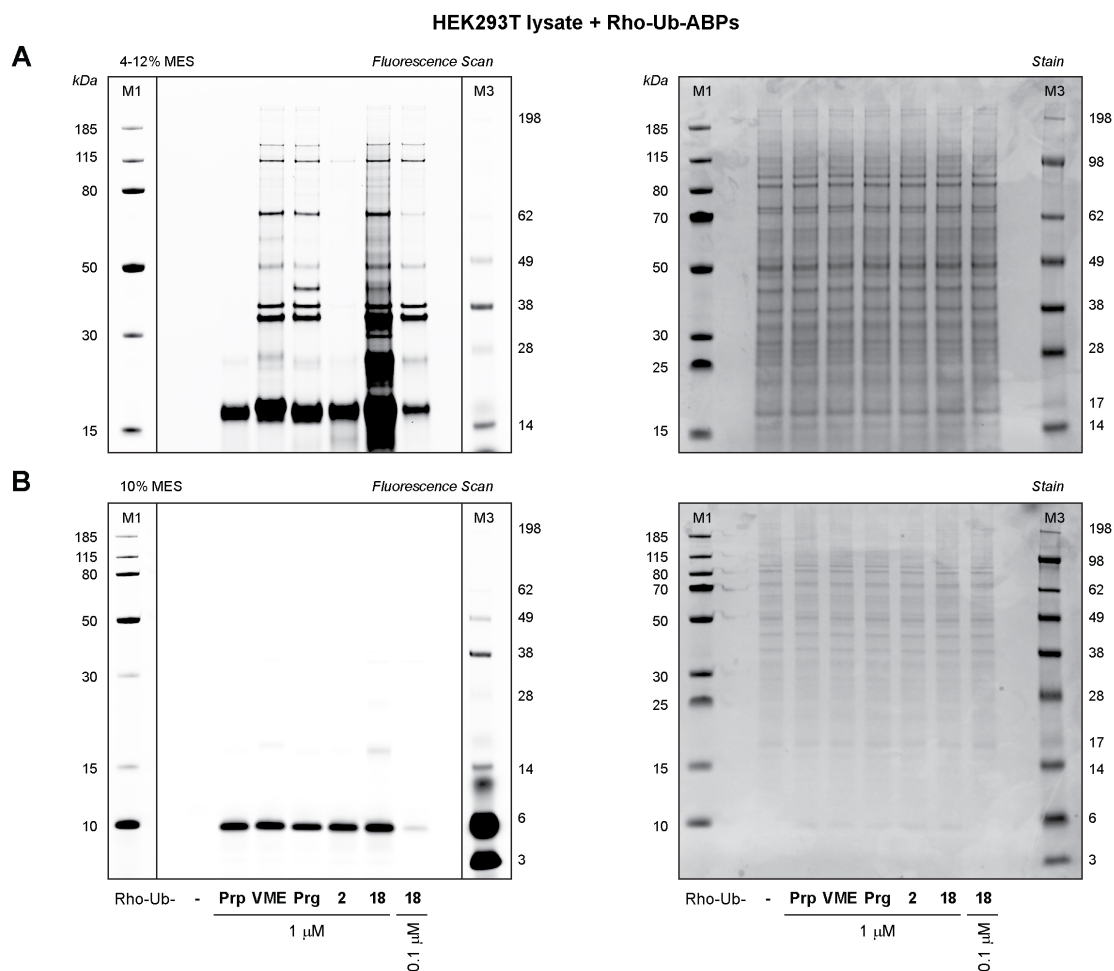 HEK293T lysate + Rho-Ub-ABPs
A
4-12% MES
Fluorescence Scan
kDa
M1
M3
185
115
80
50
30
15
198
62
49
38
28
17
14
Stain
kDa
M1
M3
185
115
80
70
50
30
25
15
198
98
62
49
38
28
17
14
B
10% MES
Fluorescence Scan
M1
M3
185
115
80
50
30
15
10
198
62
49
38
28
14
6
3
Stain
M1
M3
185
115
80
70
50
30
25
15
10
198
98
62
49
38
28
17
14
6
3
Rho-Ub- - Prp VME Prg 2 18 18
1 µM
0.1 µM
Rho-Ub- - Prp VME Prg 2 18 18
1 µM
0.1 µM